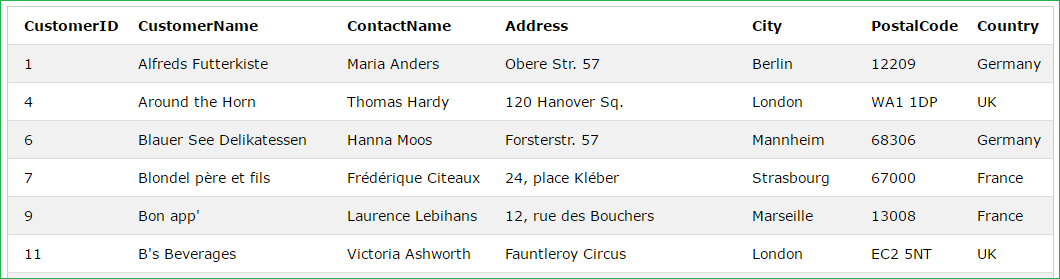 CustomerID CustomerName ContactName Address City PostalCode Country
1 Alfreds Futterkiste Maria Anders Obere Str. 57 Berlin 12209 Germany
4 Around the Horn Thomas Hardy 120 Hanover Sq. London WA1 1DP UK
6 Blauer See Delikatessen Hanna Moos Forsterstr. 57 Mannheim 68306 Germany
7 Blondel père et fils Frédérique Citeaux 24, place Kléber Strasbourg 67000 France
9 Bon app' Laurence Lebihans 12, rue des Bouchers Marseille 13008 France
11 B's Beverages Victoria Ashworth Fauntleroy Circus London EC2 5NT UK